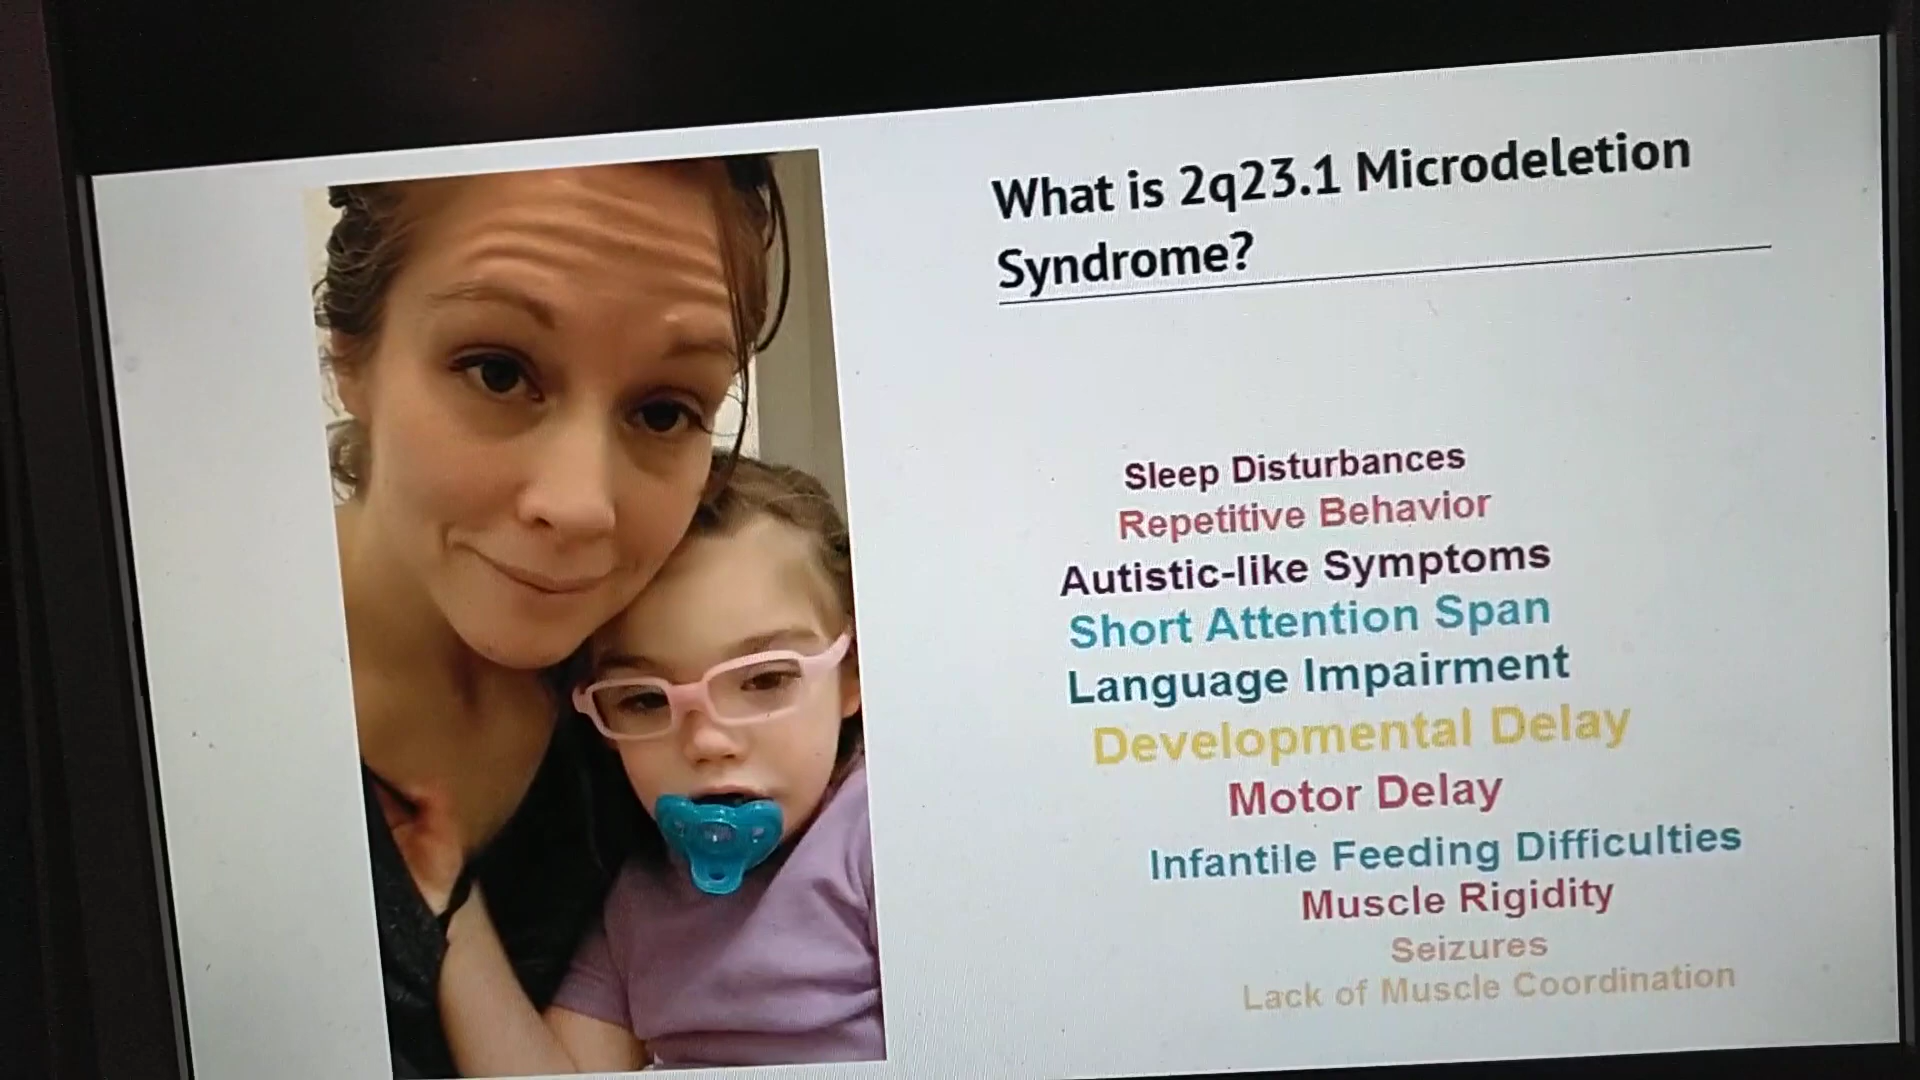 What is 2q23.1 Microdeletion
Syndrome?
Sleep Disturbances
Repetitive Behavior
Autistic-like Symptoms
Short Attention Span
Language Impairment
Developmental Delay
Motor Delay
Infantile Feeding Difficulties
Muscle Rigidity
Seizures
Lack of Muscle Coordination